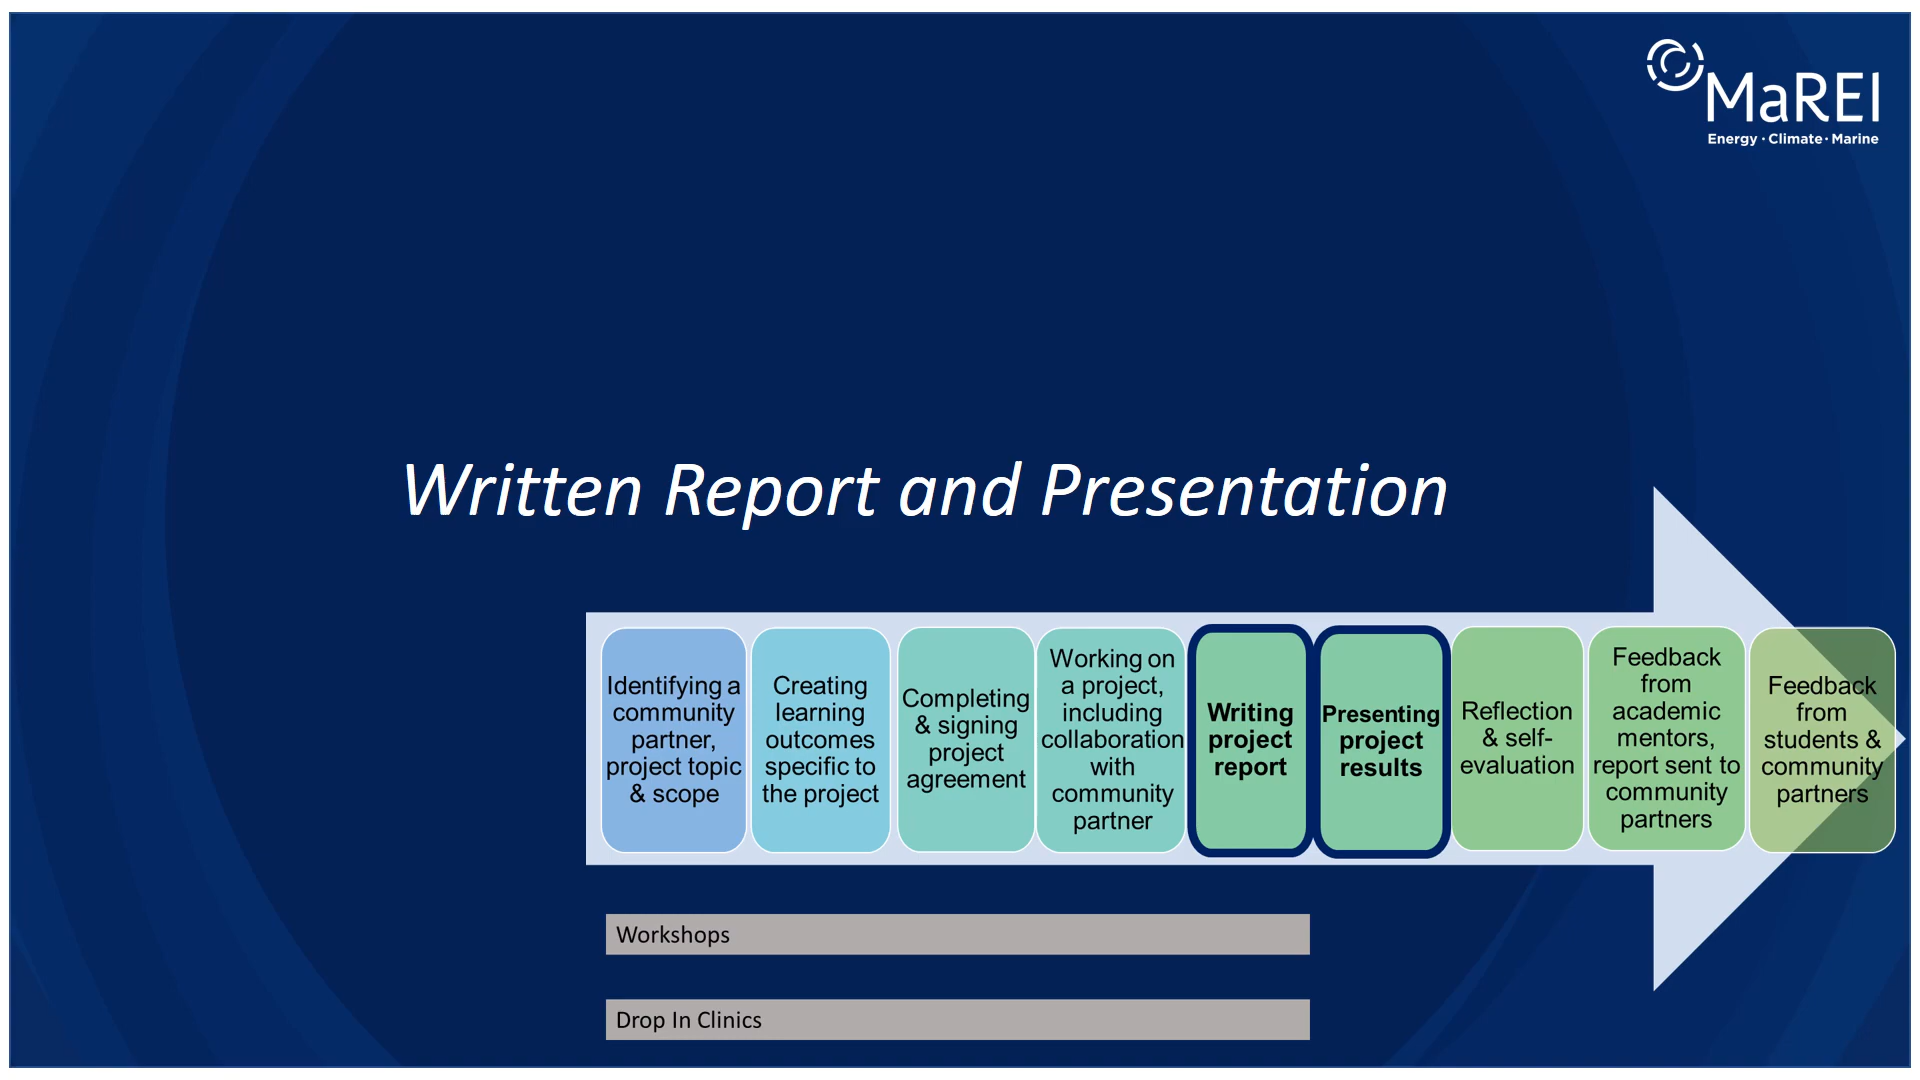 MaREI
Energy · Climate · Marine
Written Report and Presentation
Identifying a
community
partner,
project topic
& scope
Creating
learning
outcomes
specific to
the project
Completing
& signing
project
agreement
Working on
a project,
including
collaboration
with
community
partner
Writing
project
report
Presenting
project
results
Reflection
& self-
evaluation
Feedback
from
academic
mentors,
report sent to
community
partners
Feedback
from
students &
community
partners
Workshops
Drop In Clinics